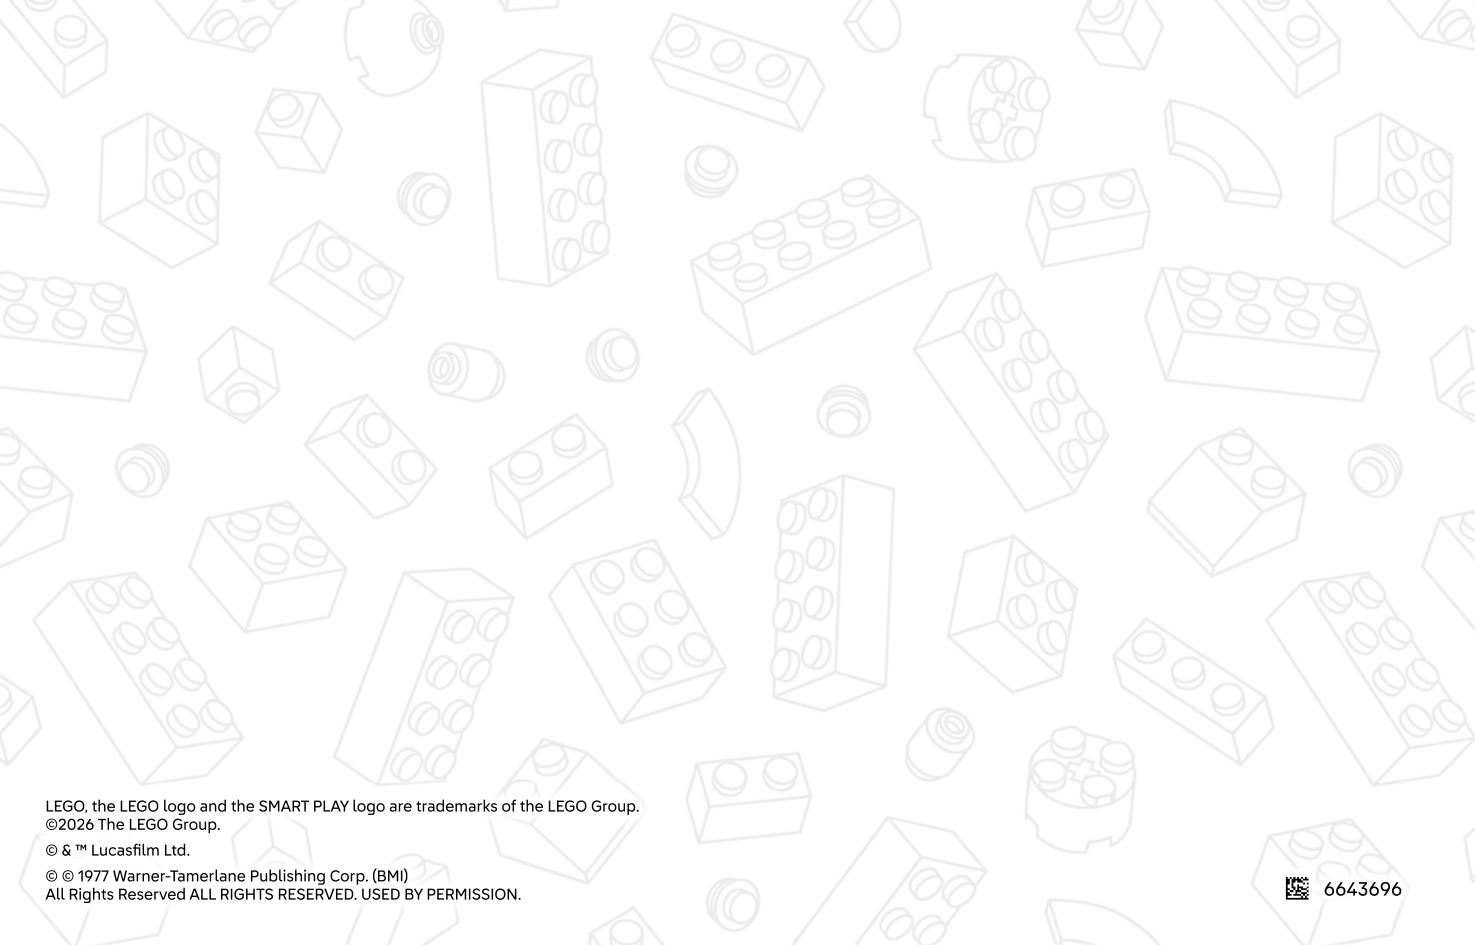 LEGO, the LEGO logo and the SMART PLAY logo are trademarks of the LEGO Group.
©2026 The LEGO Group.
© & ™ Lucasfilm Ltd.
© © 1977 Warner-Tamerlane Publishing Corp. (BMI)
All Rights Reserved ALL RIGHTS RESERVED. USED BY PERMISSION.
6643696